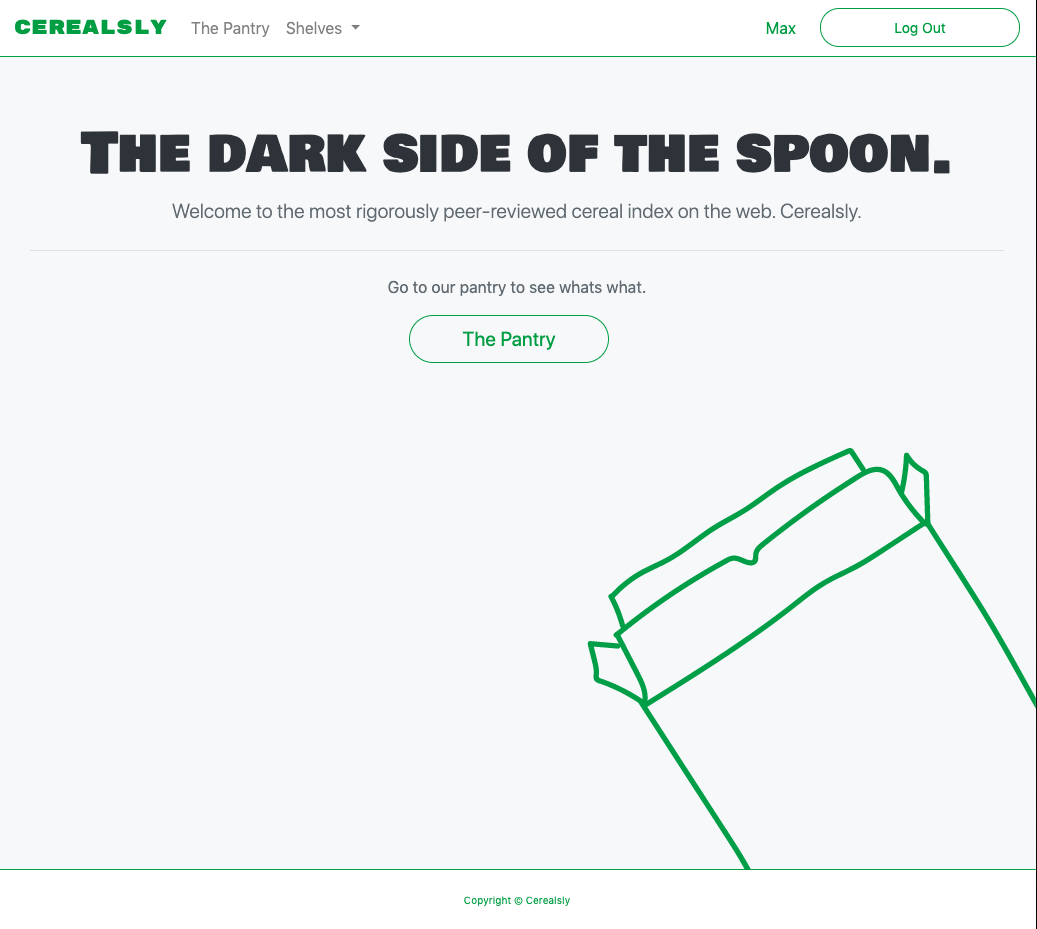 CEREALSLY The Pantry Shelves Max Log Out
THE DARK SIDE OF THE SPOON.
Welcome to the most rigorously peer-reviewed cereal index on the web. Cerealsly.
Go to our pantry to see whats what.
The Pantry
Copyright © Cerealsly